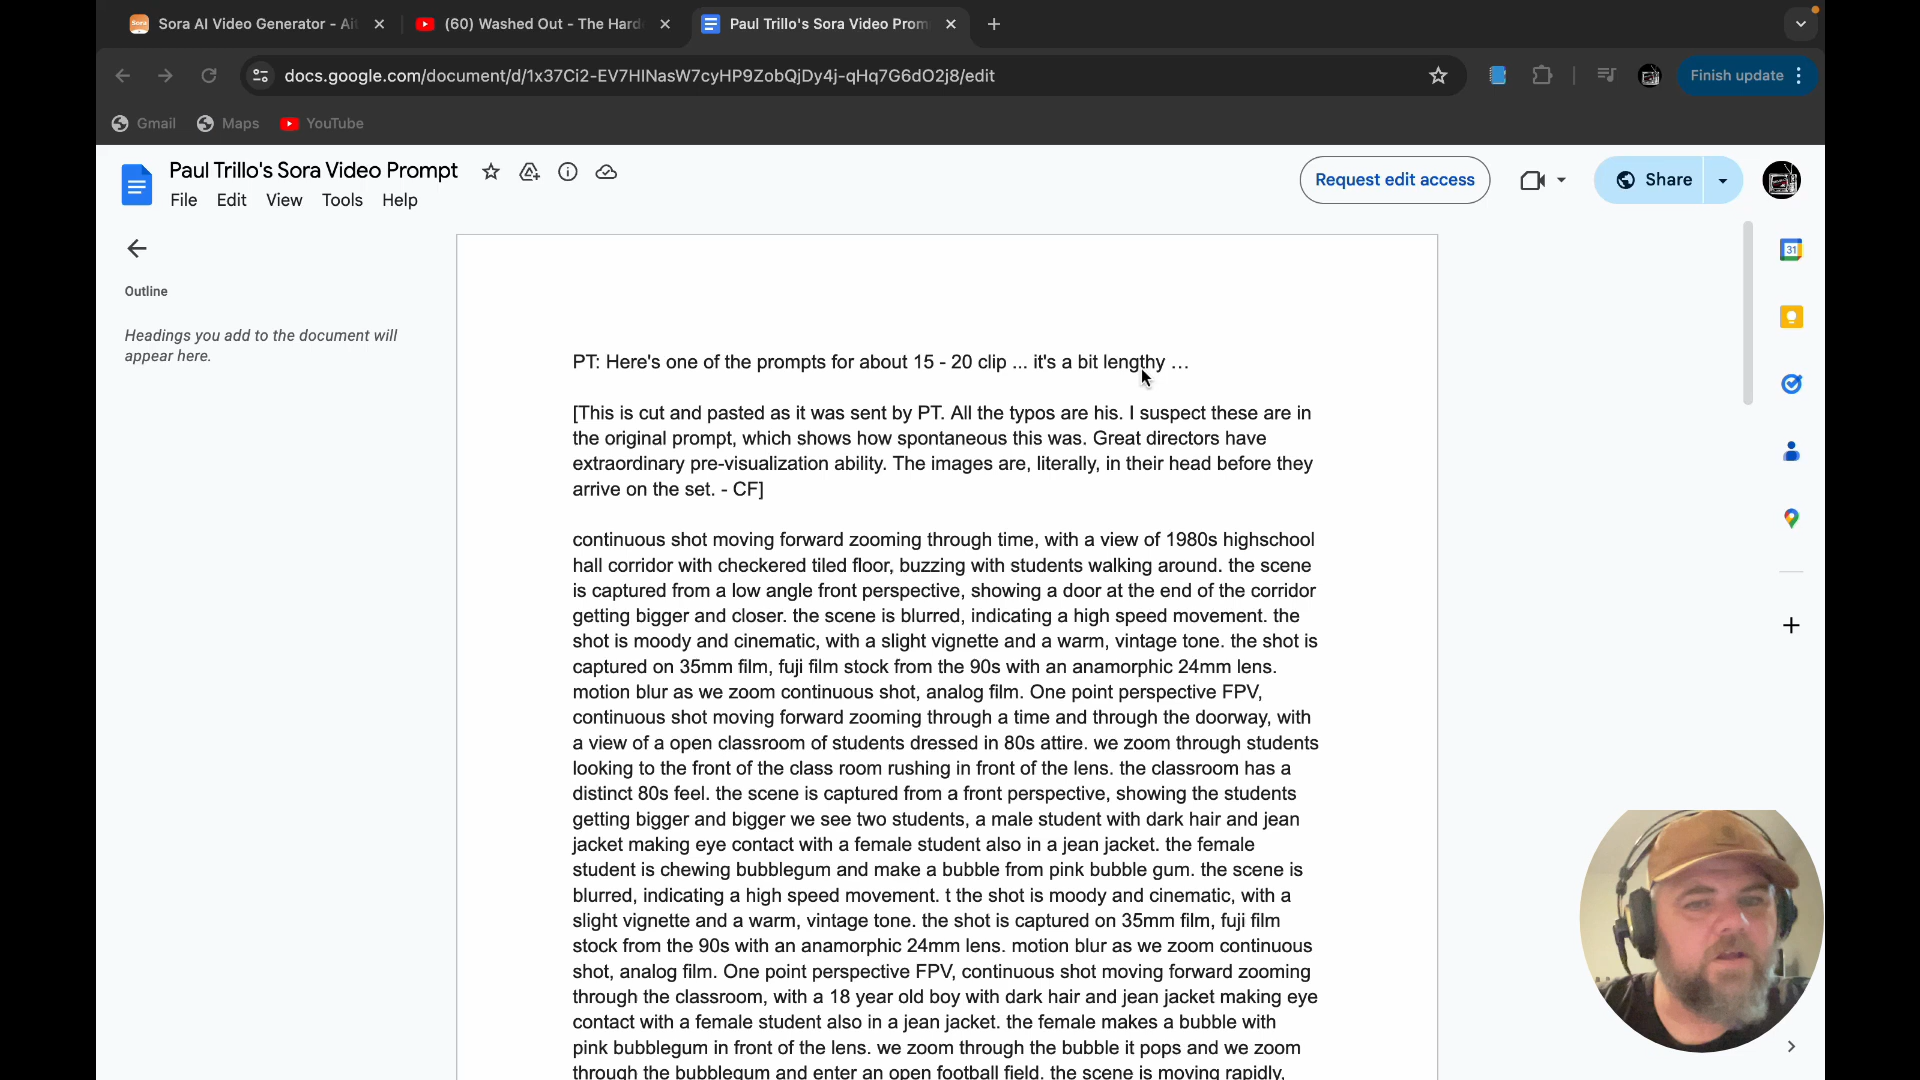 Sora AI Video Generator - Ai
(60) Washed Out - The Hard
Paul Trillo's Sora Video Prom
docs.google.com/document/d/1x37Ci2-EV7HlNasW7cyHP9ZobQjDy4j-qHq7G6dO2j8/edit
Finish update
Gmail
Maps
YouTube
Paul Trillo's Sora Video Prompt
File Edit View Tools Help
Request edit access
Share
31
Outline
Headings you add to the document will
appear here.
PT: Here's one of the prompts for about 15 - 20 clip ... it's a bit lengthy …
[This is cut and pasted as it was sent by PT. All the typos are his. I suspect these are in
the original prompt, which shows how spontaneous this was. Great directors have
extraordinary pre-visualization ability. The images are, literally, in their head before they
arrive on the set. - CF]
continuous shot moving forward zooming through time, with a view of 1980s highschool
hall corridor with checkered tiled floor, buzzing with students walking around. the scene
is captured from a low angle front perspective, showing a door at the end of the corridor
getting bigger and closer. the scene is blurred, indicating a high speed movement. the
shot is moody and cinematic, with a slight vignette and a warm, vintage tone. the shot is
captured on 35mm film, fuji film stock from the 90s with an anamorphic 24mm lens.
motion blur as we zoom continuous shot, analog film. One point perspective FPV,
continuous shot moving forward zooming through a time and through the doorway, with
a view of a open classroom of students dressed in 80s attire. we zoom through students
looking to the front of the class room rushing in front of the lens. the classroom has a
distinct 80s feel. the scene is captured from a front perspective, showing the students
getting bigger and bigger we see two students, a male student with dark hair and jean
jacket making eye contact with a female student also in a jean jacket. the female
student is chewing bubblegum and make a bubble from pink bubble gum. the scene is
blurred, indicating a high speed movement. t the shot is moody and cinematic, with a
slight vignette and a warm, vintage tone. the shot is captured on 35mm film, fuji film
stock from the 90s with an anamorphic 24mm lens. motion blur as we zoom continuous
shot, analog film. One point perspective FPV, continuous shot moving forward zooming
through the classroom, with a 18 year old boy with dark hair and jean jacket making eye
contact with a female student also in a jean jacket. the female makes a bubble with
pink bubblegum in front of the lens. we zoom through the bubble it pops and we zoom
through the bubblegum and enter an open football field. the scene is moving rapidly,